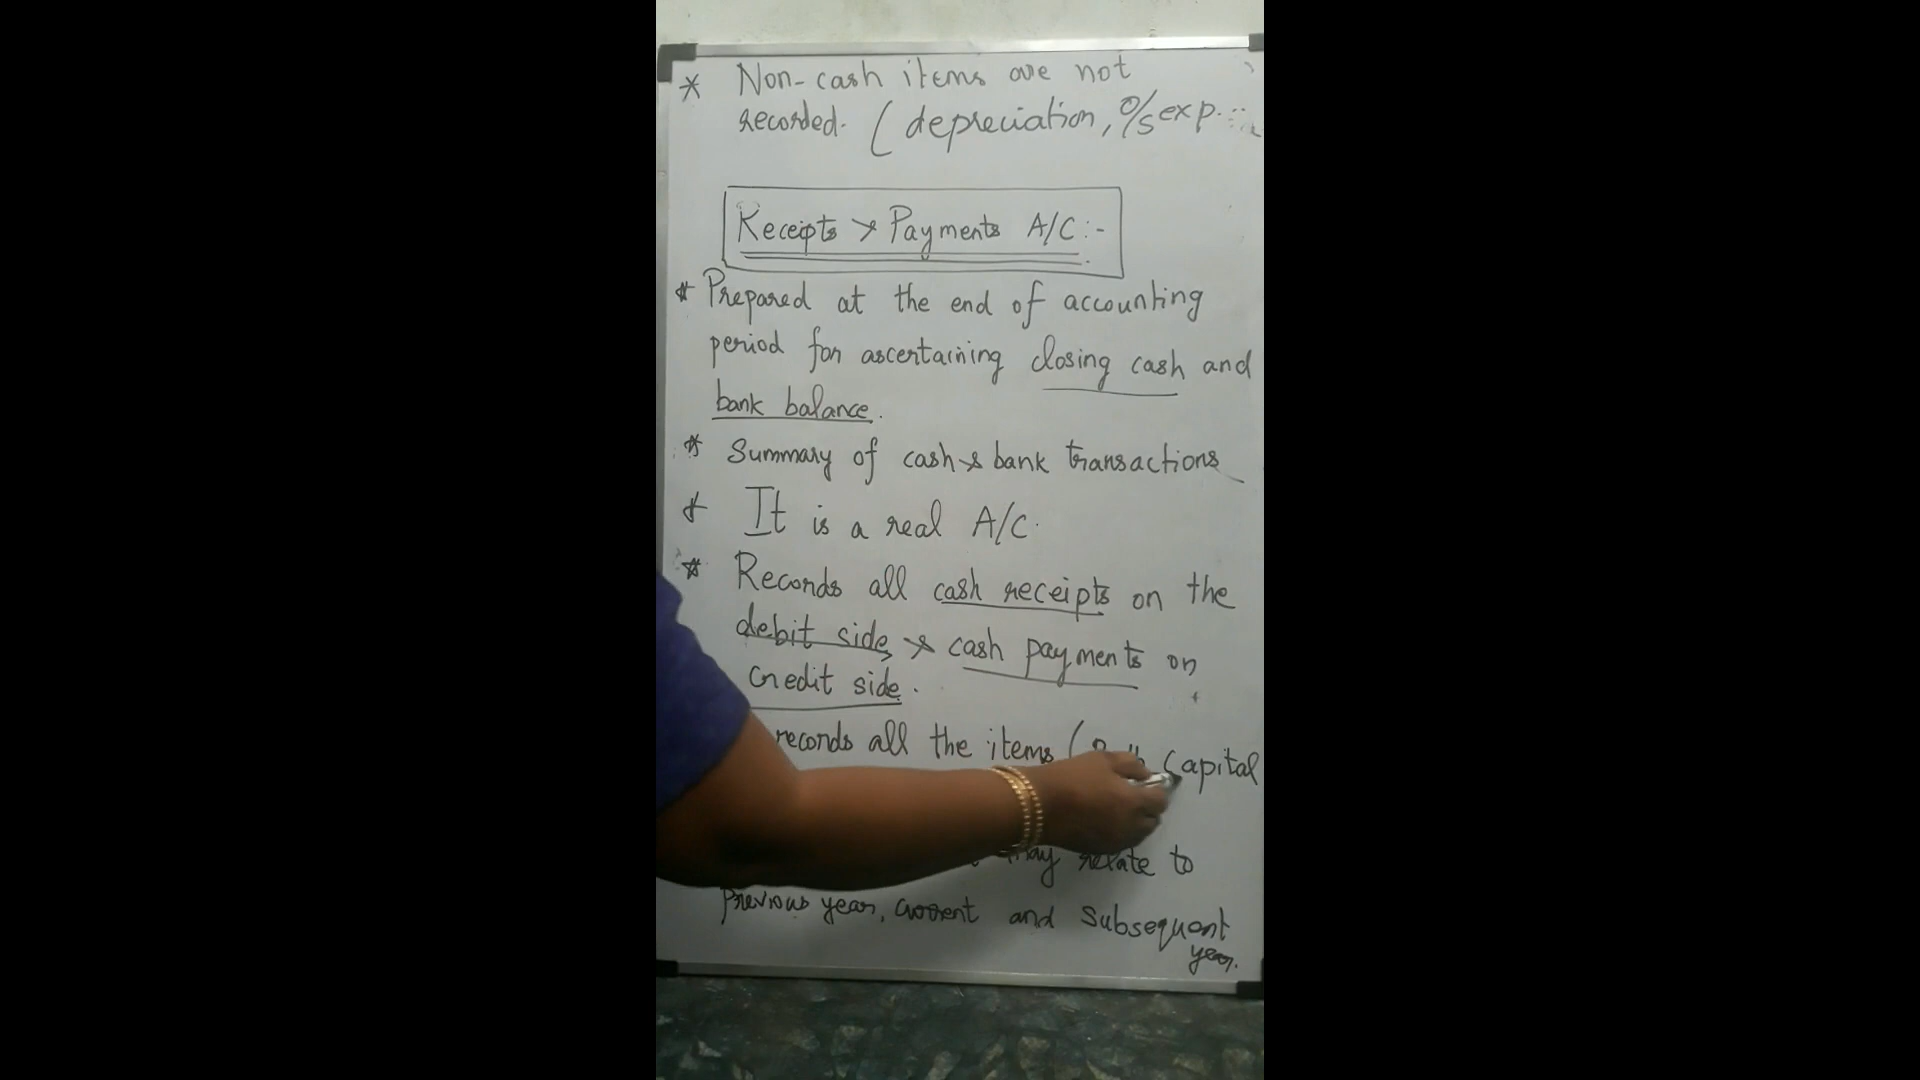 * Non-cash items are not
recorded. (depreciation, O/s exp...
Receipts & Payments A/C:-
* Prepared at the end of accounting
period for ascertaining closing cash and
bank balance.
* Summary of cash & bank transactions
* It is a real A/C.
* Records all cash receipts on the
debit side & cash payments on
credit side.
records all the items ( Capital
may relate to
previous year, current and subsequent
year.